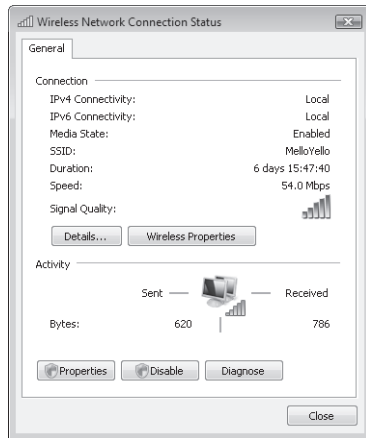 Wireless Network Connection Status
General
Connection
IPv4 Connectivity: Local
IPv6 Connectivity: Local
Media State: Enabled
SSID: MelloYello
Duration: 6 days 15:47:40
Speed: 54.0 Mbps
Signal Quality:
Details... Wireless Properties
Activity
Sent Received
Bytes: 620 786
Properties Disable Diagnose
Close